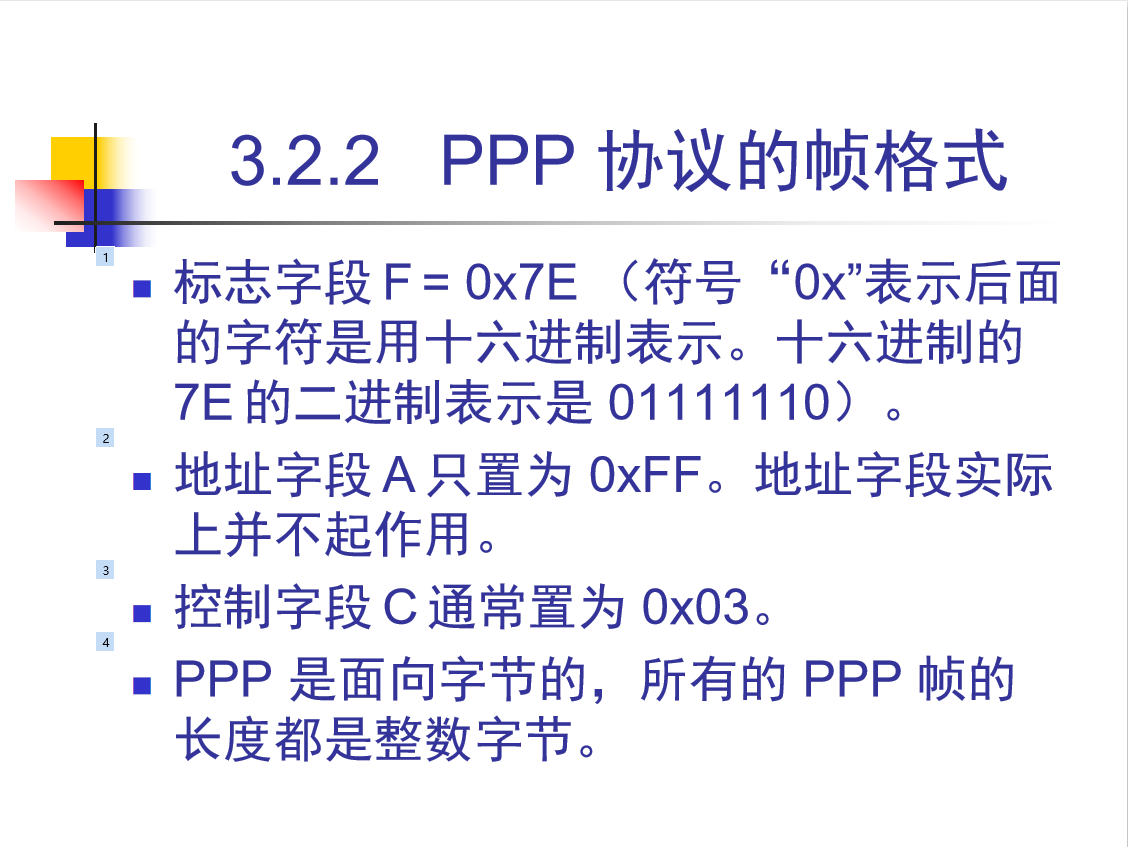 3.2.2 PPP 协议的帧格式
1
标志字段 F = 0x7E （符号“0x”表示后面
的字符是用十六进制表示。十六进制的
7E 的二进制表示是 01111110）。
2
地址字段 A 只置为 0xFF。地址字段实际
上并不起作用。
3
控制字段 C 通常置为 0x03。
4
PPP 是面向字节的，所有的 PPP 帧的
长度都是整数字节。